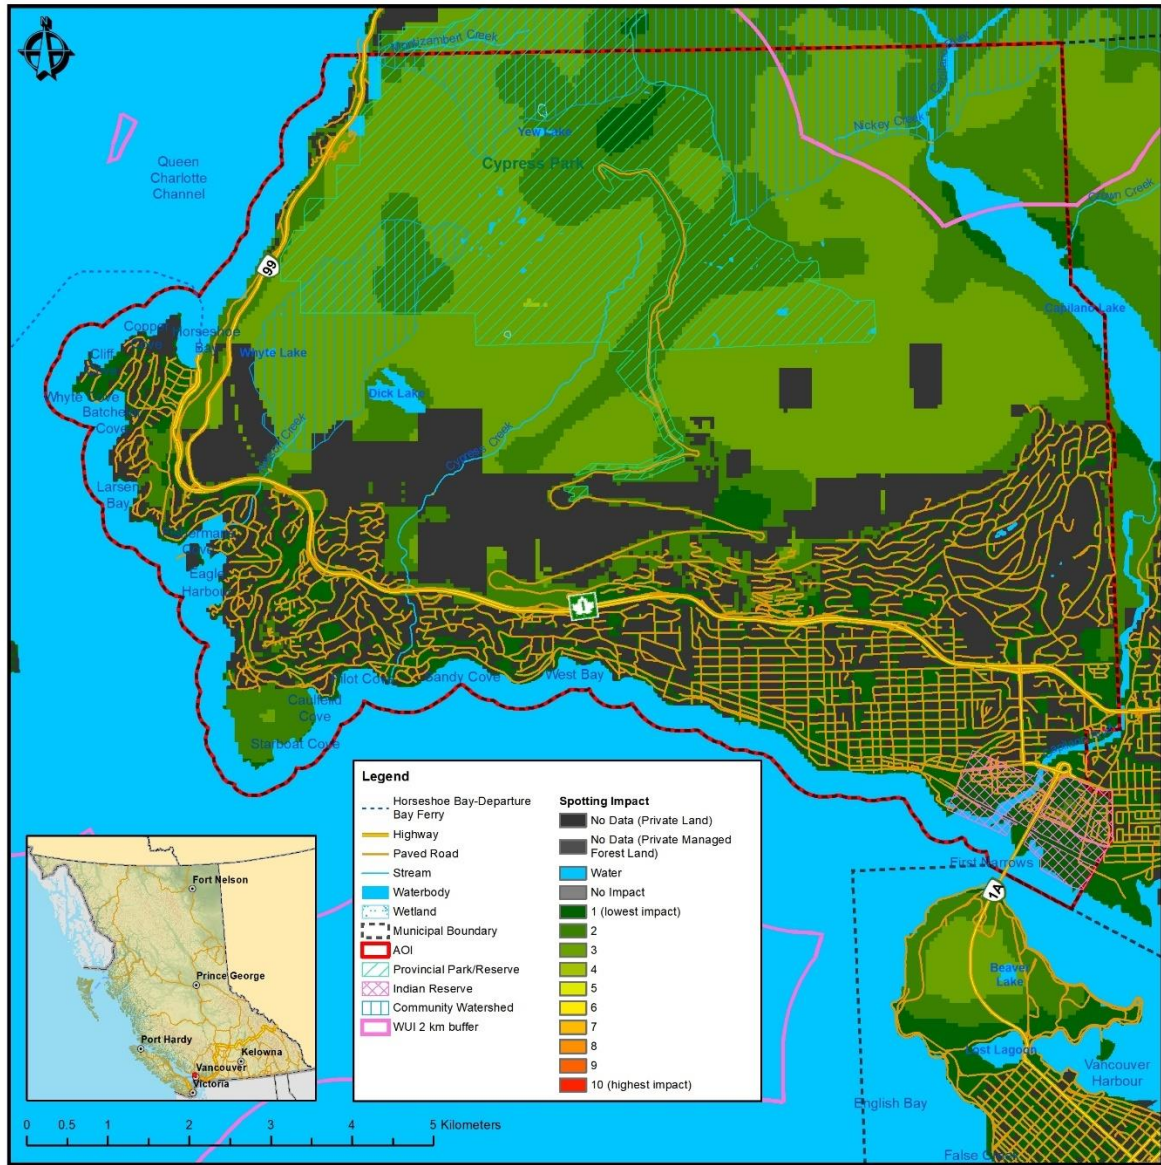 N
Montizambert Creek
Yew Lake
Cypress Park
Nickey Creek
Queen
Charlotte
Channel
99
Capilano Lake
Horseshoe
Bay
Cliff
Whyte Lake
Dick Lake
Whyte Cove
Batchelor
Cove
Cypress Creek
Larsen
Bay
Eagle
Harbour
1
Pilot Cove
Sandy Cove
West Bay
Caulfeild
Cove
Starboat Cove
First Narrows
1A
Beaver
Lake
Lost Lagoon
Vancouver
Harbour
English Bay
False Creek
Legend
Horseshoe Bay-Departure
Bay Ferry
Highway
Paved Road
Stream
Waterbody
Wetland
Municipal Boundary
AOI
Provincial Park/Reserve
Indian Reserve
Community Watershed
WUI 2 km buffer
Spotting Impact
No Data (Private Land)
No Data (Private Managed
Forest Land)
Water
No Impact
1 (lowest impact)
2
3
4
5
6
7
8
9
10 (highest impact)
Fort Nelson
Prince George
Port Hardy
Kelowna
Vancouver
Victoria
0 0.5 1 2 3 4 5 Kilometers